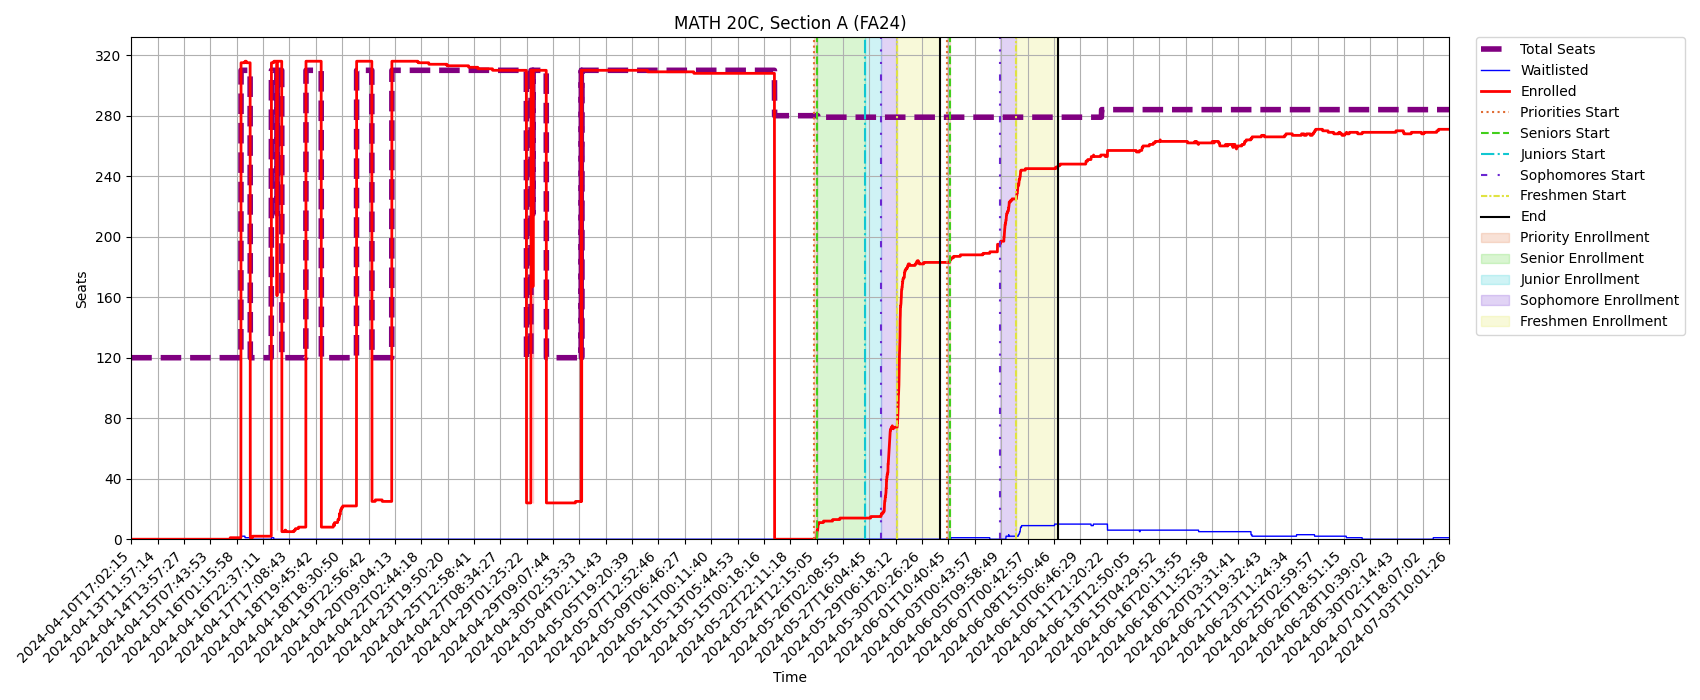 MATH 20C, Section A (FA24)
Seats
320
280
240
200
160
120
80
40
0
2024-04-10T17:02:15
2024-04-13T11:57:14
2024-04-14T13:57:27
2024-04-15T07:43:53
2024-04-16T01:15:58
2024-04-16T22:37:11
2024-04-17T17:08:43
2024-04-18T19:45:42
2024-04-18T18:30:50
2024-04-19T22:56:42
2024-04-20T09:04:13
2024-04-22T02:44:18
2024-04-23T19:50:20
2024-04-25T12:58:41
2024-04-27T08:34:27
2024-04-29T01:25:22
2024-04-29T09:07:44
2024-04-30T02:53:33
2024-05-04T02:11:43
2024-05-05T19:20:39
2024-05-07T12:52:46
2024-05-09T06:46:27
2024-05-11T00:11:40
2024-05-13T05:44:53
2024-05-15T00:18:16
2024-05-22T22:11:18
2024-05-24T12:15:05
2024-05-26T02:08:55
2024-05-27T16:04:45
2024-05-29T06:18:12
2024-05-30T20:26:26
2024-06-01T10:40:45
2024-06-03T00:43:57
2024-06-05T09:58:49
2024-06-07T00:42:57
2024-06-08T15:50:46
2024-06-10T06:46:29
2024-06-11T21:20:22
2024-06-13T12:50:05
2024-06-15T04:29:52
2024-06-16T20:13:55
2024-06-18T11:52:58
2024-06-20T03:31:41
2024-06-21T19:32:43
2024-06-23T11:24:34
2024-06-25T02:59:57
2024-06-26T18:51:15
2024-06-28T10:39:02
2024-06-30T02:14:43
2024-07-01T18:07:02
2024-07-03T10:01:26
Time
Total Seats
Waitlisted
Enrolled
Priorities Start
Seniors Start
Juniors Start
Sophomores Start
Freshmen Start
End
Priority Enrollment
Senior Enrollment
Junior Enrollment
Sophomore Enrollment
Freshmen Enrollment